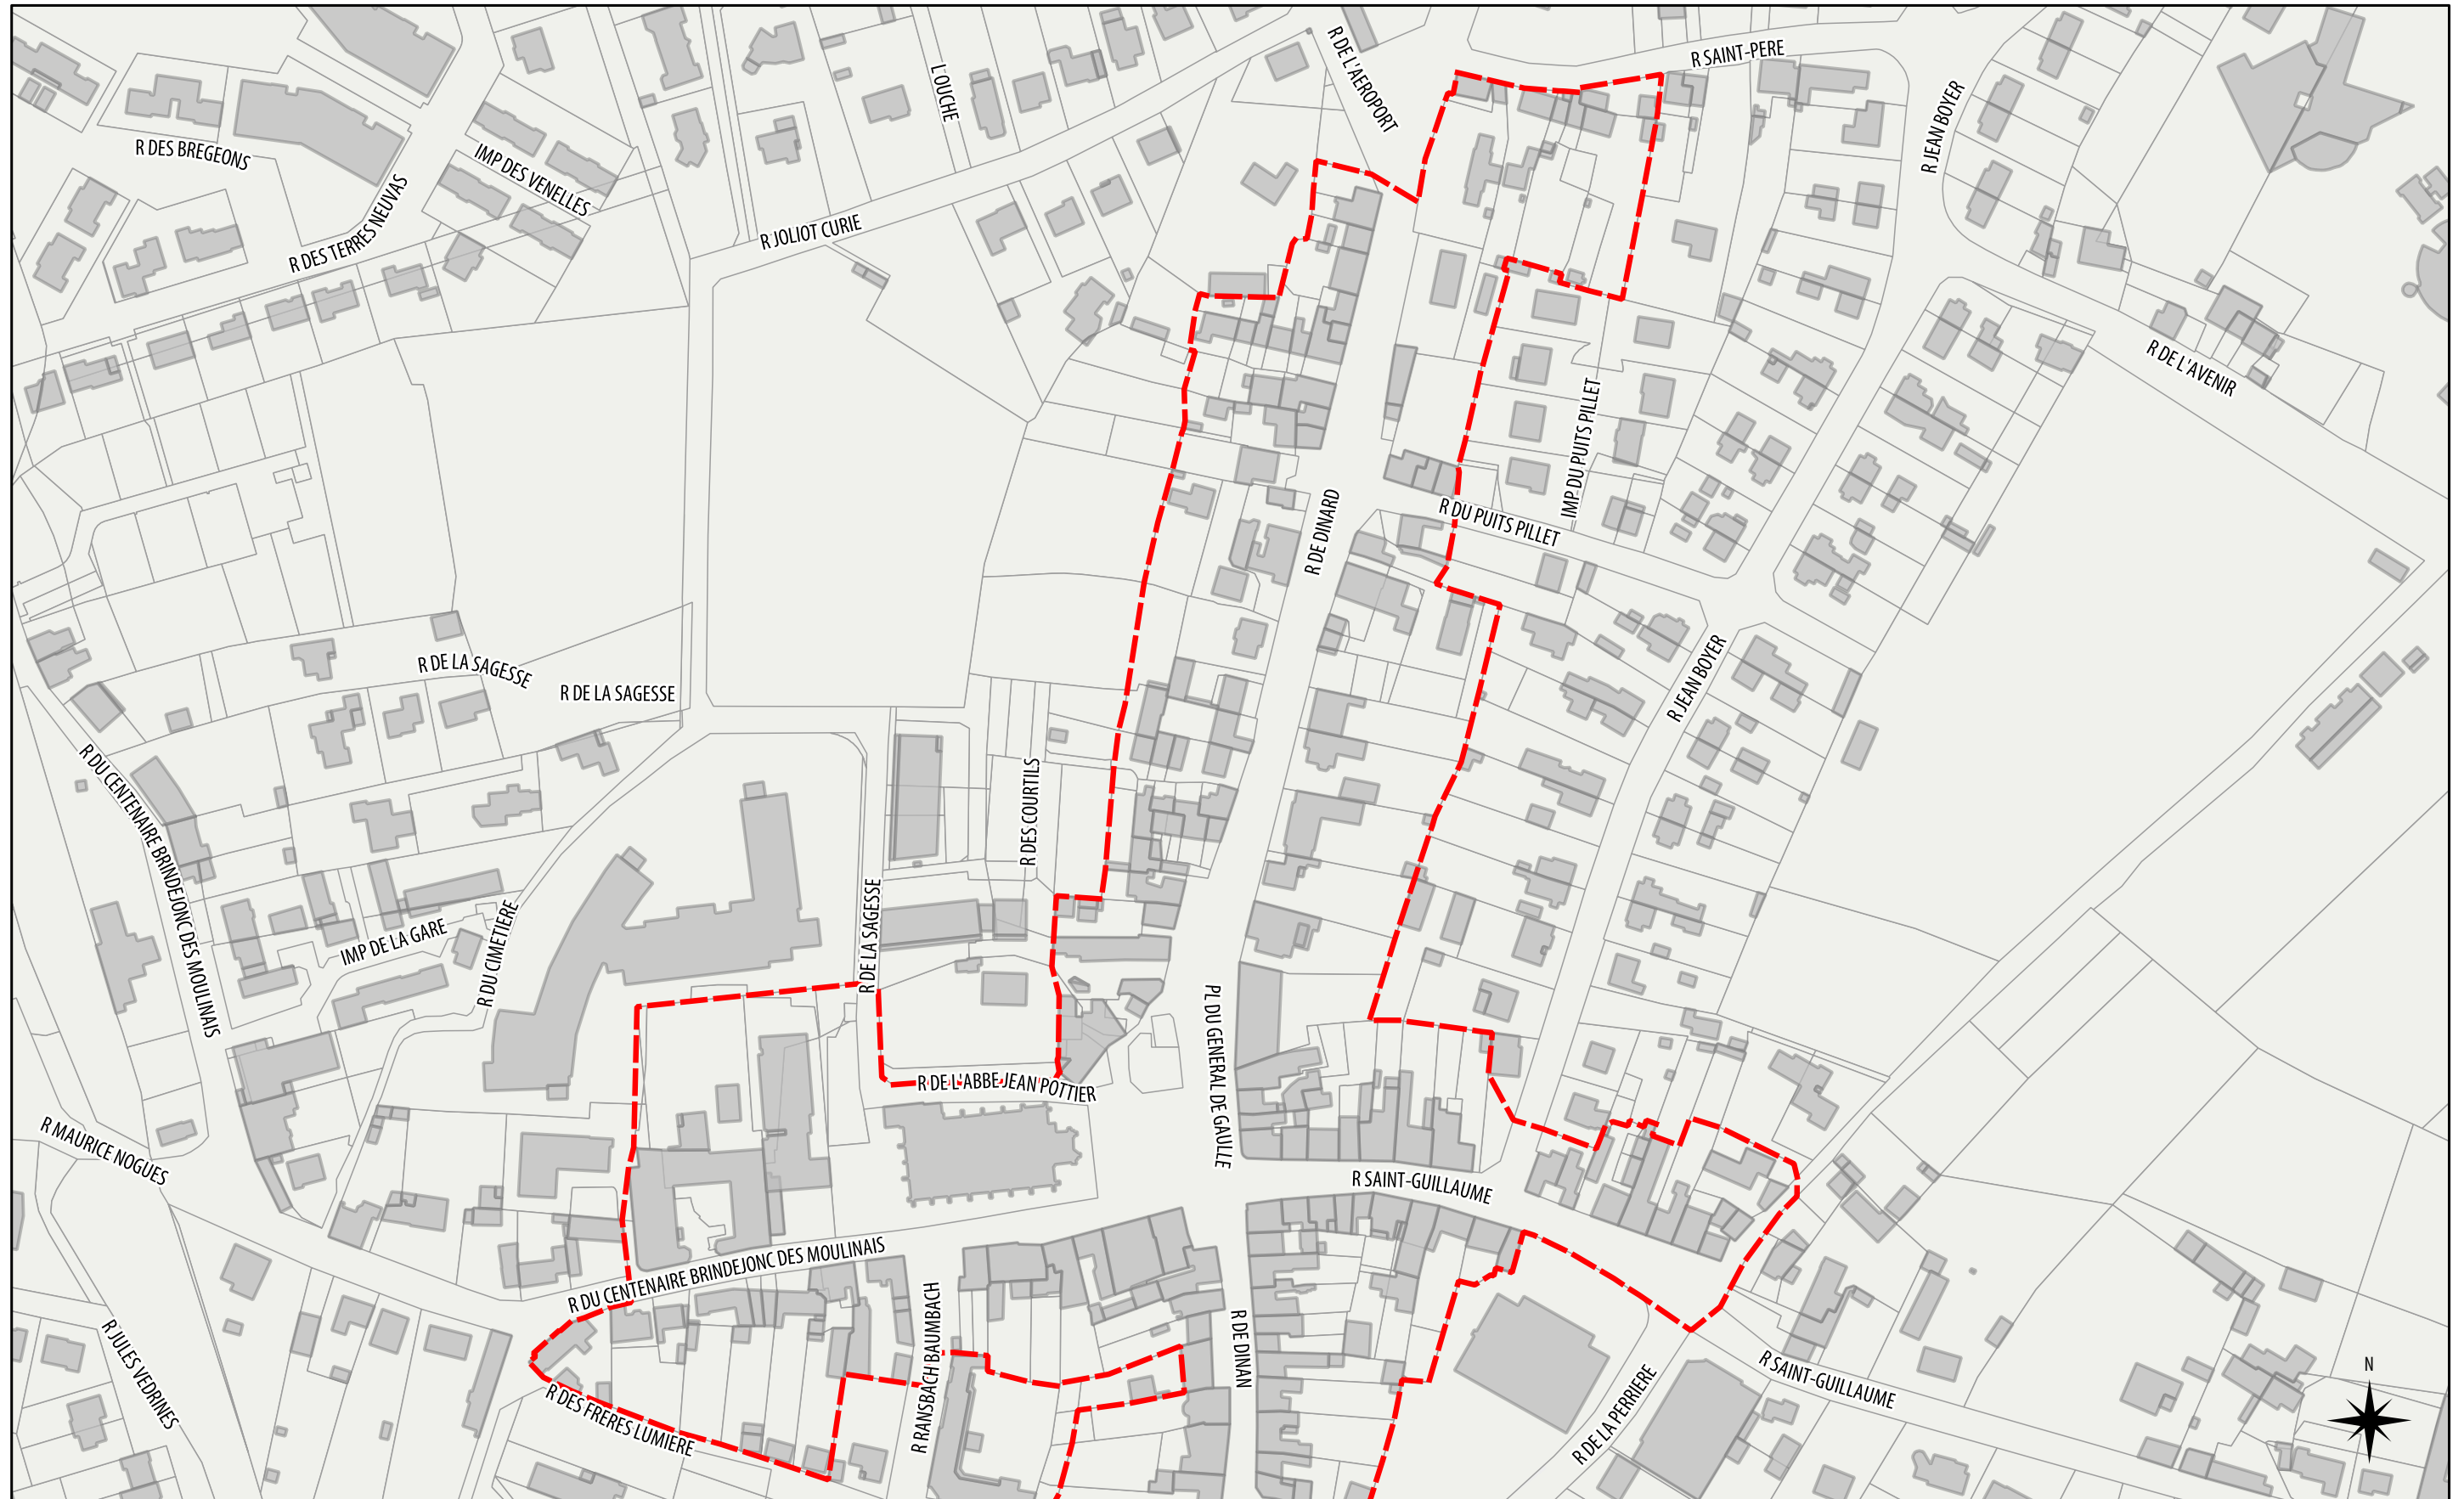 R DE L'AEROPORT
R SAINT-PERE
L'OUCHE
R JEAN BOYER
R DES BREGEONS
IMP DES VENELLES
R DES TERRES NEUVAS
R JOLIOT CURIE
R DE L'AVENIR
IMP DU PUITS PILLET
R DU PUITS PILLET
R DE DINARD
R DE LA SAGESSE
R DE LA SAGESSE
R JEAN BOYER
R DU CENTENAIRE BRINDEJONC DES MOULINAIS
R DES COURTILS
R DE LA SAGESSE
IMP DE LA GARE
R DU CIMETIERE
PL DU GENERAL DE GAULLE
R DE L'ABBE JEAN POTTIER
R MAURICE NOGUES
R SAINT-GUILLAUME
R DU CENTENAIRE BRINDEJONC DES MOULINAIS
R JULES VEDRINES
R RANSBACH BAUMBACH
R DE DINAN
R DES FRERES LUMIERE
R DE LA PERRIERE
R SAINT-GUILLAUME
N